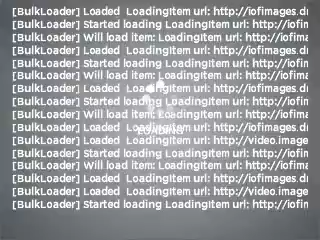 [BulkLoader] Loaded LoadingItem url: http://iofimages.d
[BulkLoader] Started loading LoadingItem url: http://iofi
[BulkLoader] Will load item: LoadingItem url: http://iofima
[BulkLoader] Loaded LoadingItem url: http://iofimages.d
[BulkLoader] Started loading LoadingItem url: http://iofin
[BulkLoader] Will load item: LoadingItem url: http://iofima
[BulkLoader] Loaded LoadingItem url: http://iofimages.d
[BulkLoader] Started loading LoadingItem url: http://iofin
[BulkLoader] Will load item: LoadingItem url: http://iofima
[BulkLoader] Loaded LoadingItem url: http://iofimages.d
LOADING
[BulkLoader] Loaded LoadingItem url: http://video.image
[BulkLoader] Started loading LoadingItem url: http://iofin
[BulkLoader] Will load item: LoadingItem url: http://iofima
[BulkLoader] Loaded LoadingItem url: http://iofimages.d
[BulkLoader] Loaded LoadingItem url: http://video.image
[BulkLoader] Started loading LoadingItem url: http://iofin